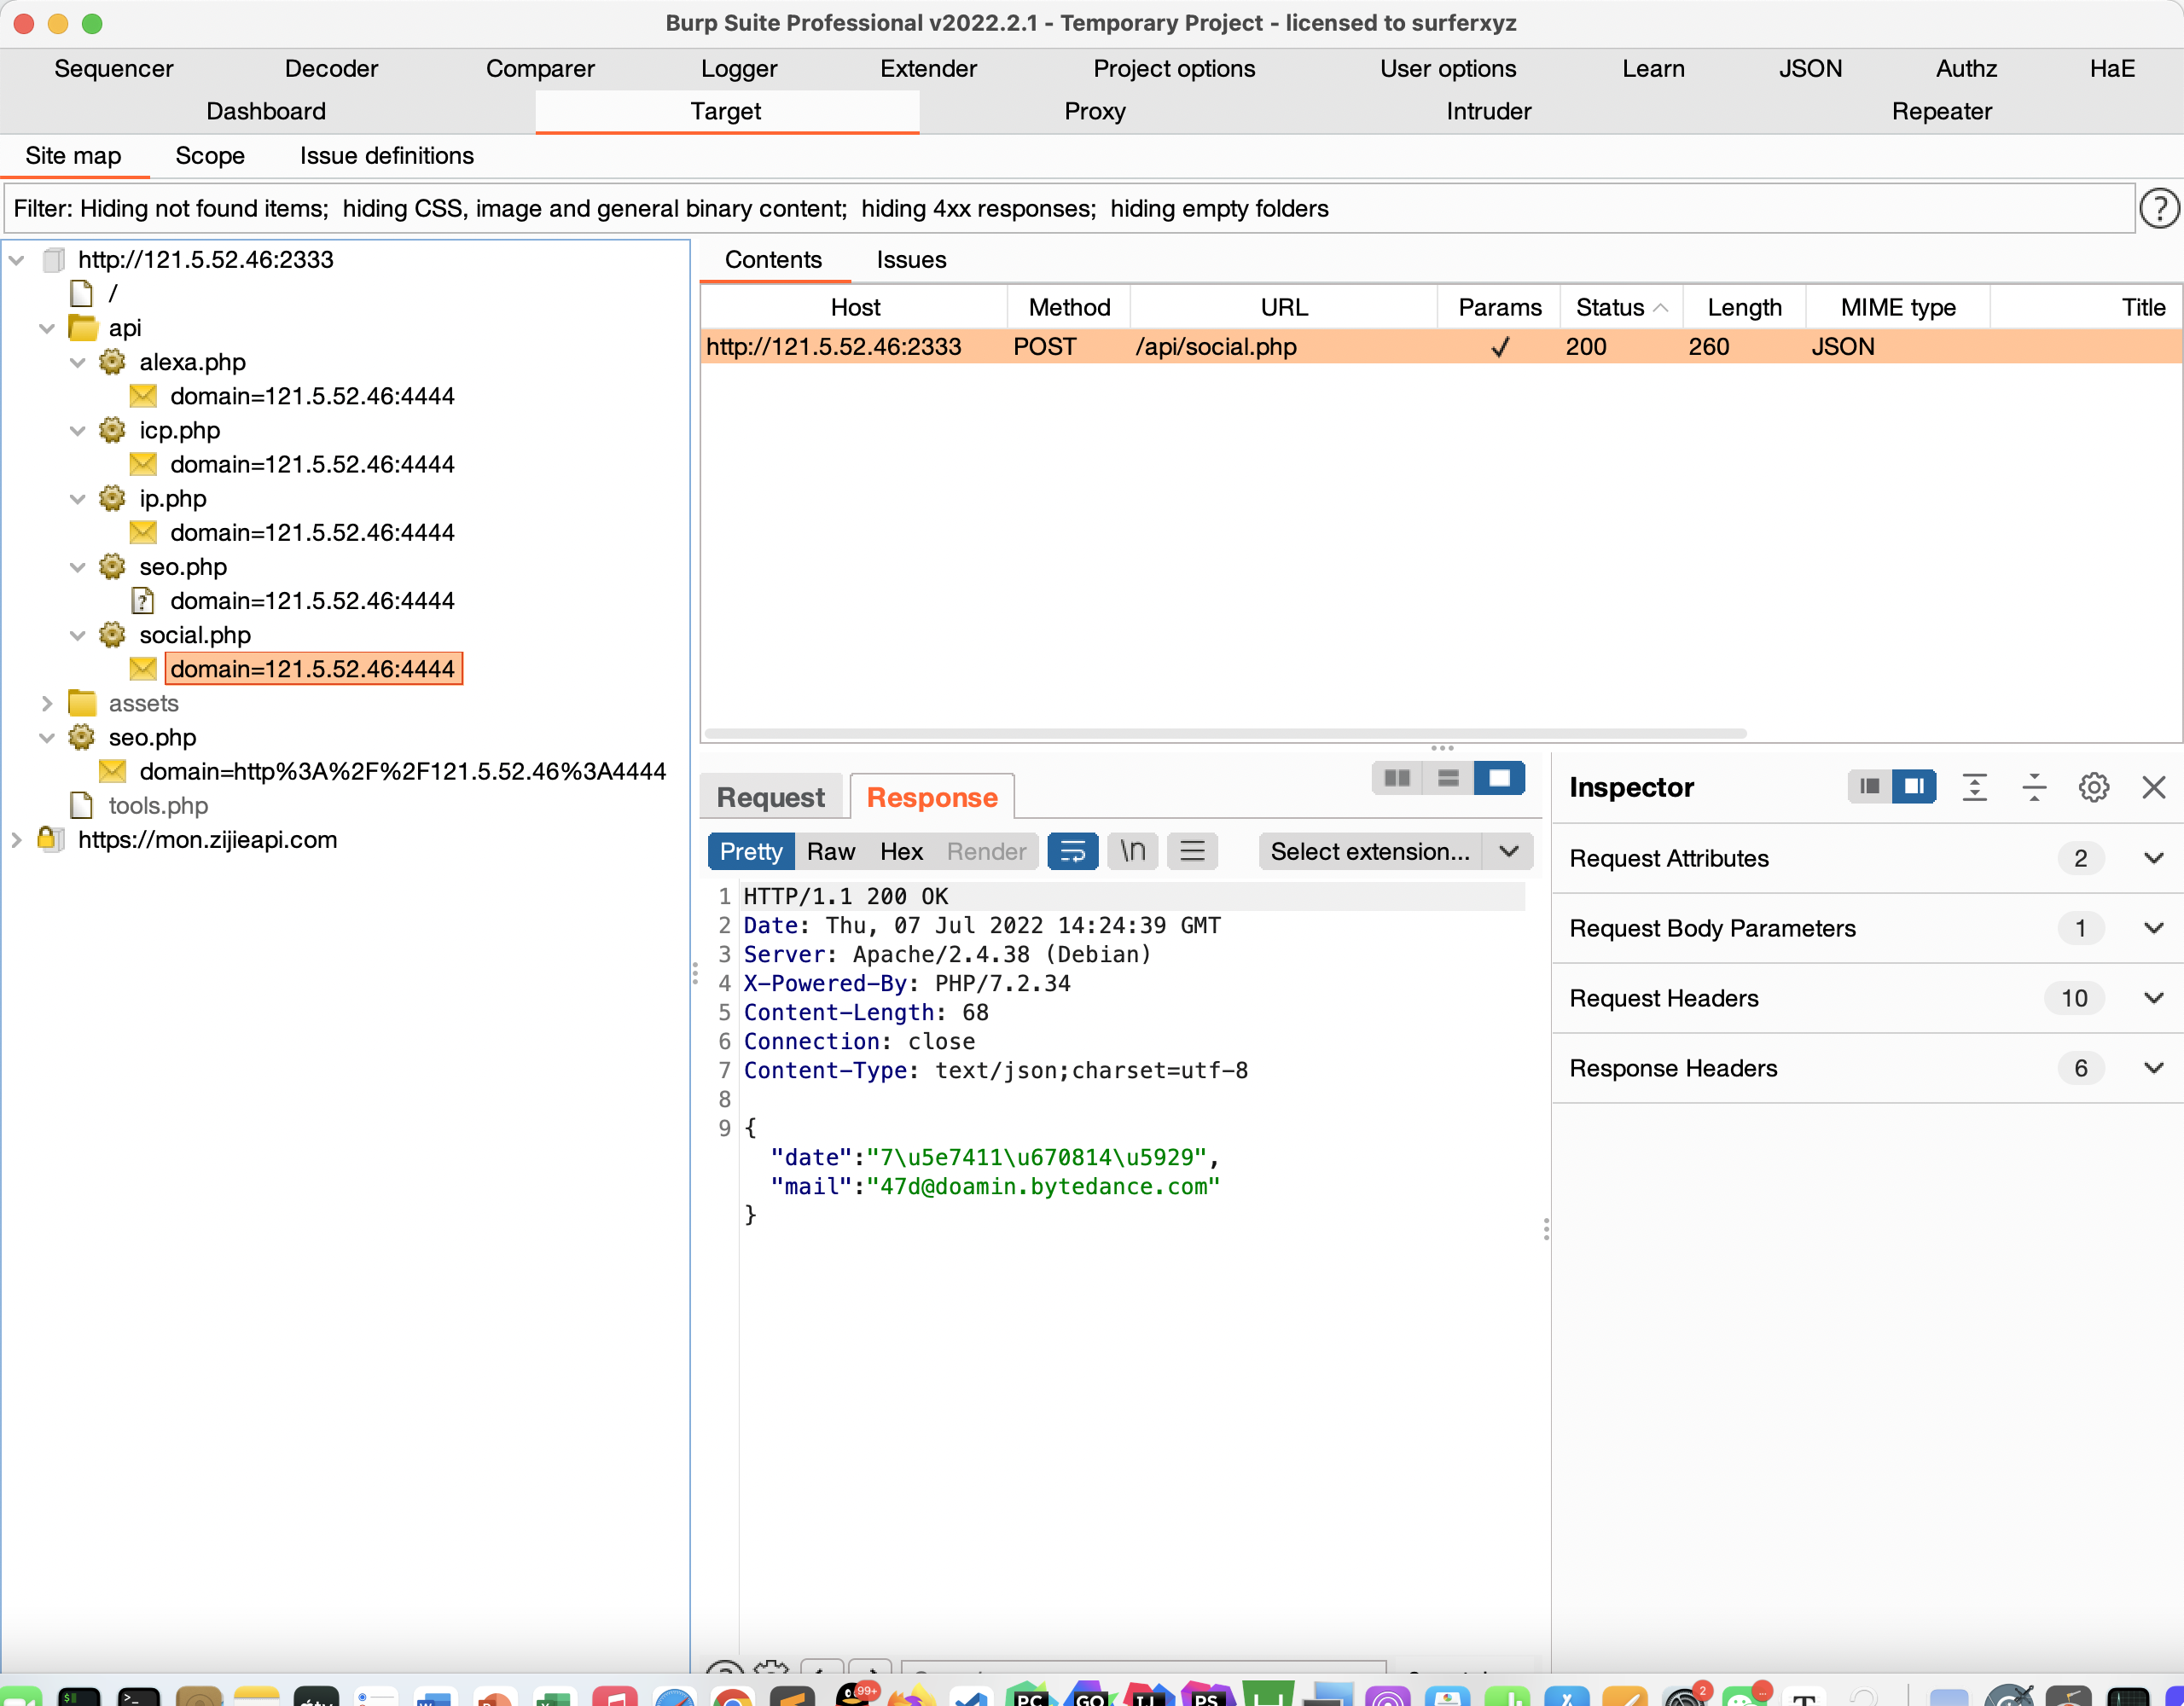 Burp Suite Professional v2022.2.1 - Temporary Project - licensed to surferxyz
Sequencer Decoder Comparer Logger Extender Project options User options Learn JSON Authz HaE
Dashboard Target Proxy Intruder Repeater
Site map Scope Issue definitions
Filter: Hiding not found items; hiding CSS, image and general binary content; hiding 4xx responses; hiding empty folders
?
http://121.5.52.46:2333
/
api
alexa.php
domain=121.5.52.46:4444
icp.php
domain=121.5.52.46:4444
ip.php
domain=121.5.52.46:4444
seo.php
domain=121.5.52.46:4444
social.php
domain=121.5.52.46:4444
assets
seo.php
domain=http%3A%2F%2F121.5.52.46%3A4444
tools.php
https://mon.zijieapi.com
Contents Issues
Host Method URL Params Status Length MIME type Title
http://121.5.52.46:2333 POST /api/social.php ✓ 200 260 JSON
Request Response
Pretty Raw Hex Render \n Select extension...
1 HTTP/1.1 200 OK
2 Date: Thu, 07 Jul 2022 14:24:39 GMT
3 Server: Apache/2.4.38 (Debian)
4 X-Powered-By: PHP/7.2.34
5 Content-Length: 68
6 Connection: close
7 Content-Type: text/json;charset=utf-8
8
9 {
"date":"7\u5e7411\u670814\u5929",
"mail":"47d@doamin.bytedance.com"
}
Inspector
Request Attributes 2
Request Body Parameters 1
Request Headers 10
Response Headers 6
99+ PC GO PS 2